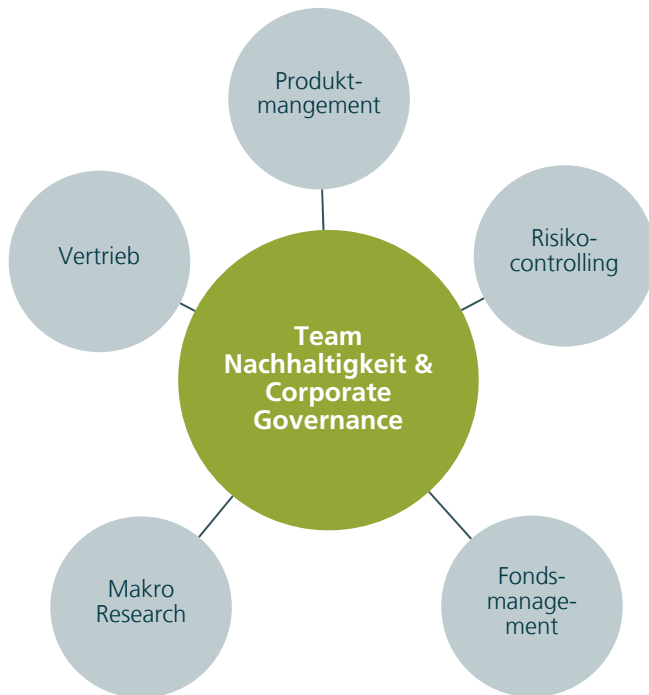 Produkt-
mangement
Vertrieb
Risiko-
controlling
Team
Nachhaltigkeit &
Corporate
Governance
Makro
Research
Fonds-
manage-
ment